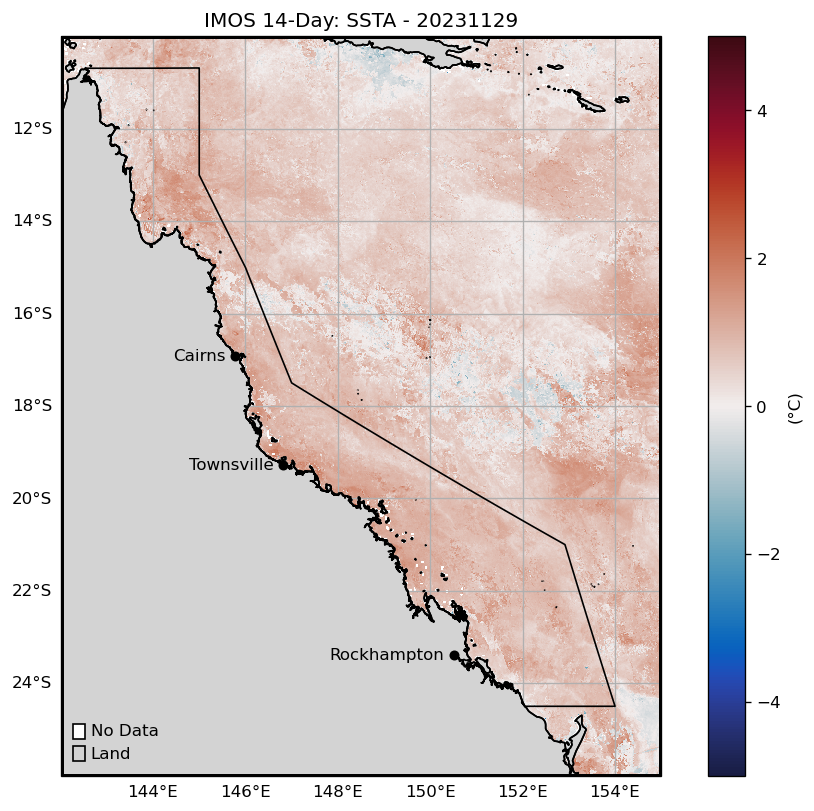 IMOS 14-Day: SSTA - 20231129
12°S
14°S
16°S
18°S
20°S
22°S
24°S
Cairns
Townsville
Rockhampton
No Data
Land
144°E 146°E 148°E 150°E 152°E 154°E
4
2
0
−2
−4
(°C)